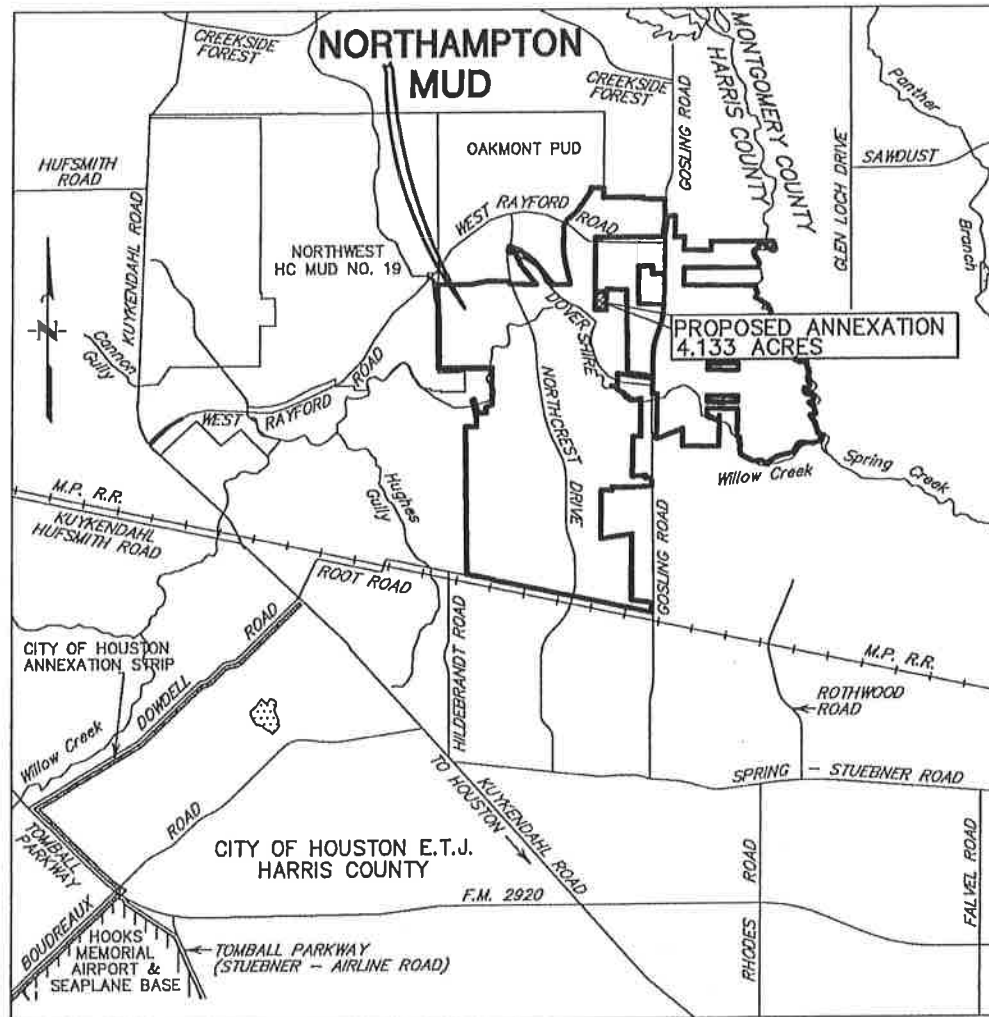 CREEKSIDE
FOREST
NORTHAMPTON
MUD
CREEKSIDE
FOREST
GOSLING ROAD
MONTGOMERY COUNTY
HARRIS COUNTY
Panther
Branch
GLEN LOCH DRIVE
SAWDUST
OAKMONT PUD
HUFSMITH
ROAD
KUYKENDAHL ROAD
WEST RAYFORD
ROAD
NORTHWEST
HC MUD NO. 19
N
PROPOSED ANNEXATION
4.133 ACRES
DOVER SHIRE
Cannon
Gully
ROAD
WEST RAYFORD
NORTHCREST
DRIVE
Hughes
Gully
Willow Creek
Spring Creek
M.P. R.R.
KUYKENDAHL
HUFSMITH ROAD
ROOT ROAD
GOSLING ROAD
HILDEBRANDT ROAD
M.P. R.R.
CITY OF HOUSTON
ANNEXATION STRIP
DOWDELL
ROAD
ROTHWOOD
ROAD
Willow Creek
SPRING - STUEBNER ROAD
TOMBALL
PARKWAY
ROAD
KUYKENDAHL ROAD
TO HOUSTON
CITY OF HOUSTON E.T.J.
HARRIS COUNTY
F.M. 2920
RHODES
ROAD
FALVEL ROAD
BOUDREAUX
HOOKS
MEMORIAL
AIRPORT &
SEAPLANE BASE
TOMBALL PARKWAY
(STUEBNER - AIRLINE ROAD)